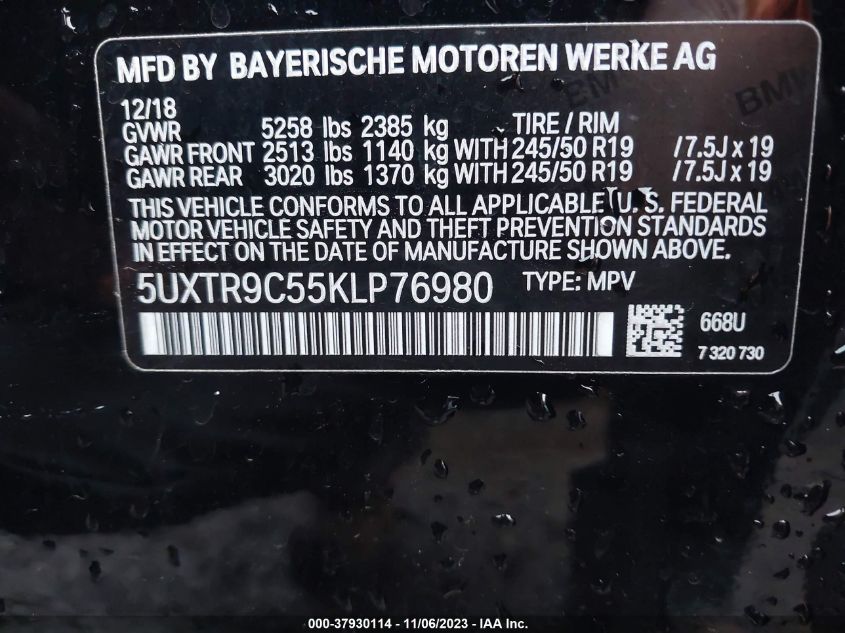 MFD BY BAYERISCHE MOTOREN WERKE AG
12/18
GVWR 5258 lbs 2385 kg TIRE / RIM
GAWR FRONT 2513 lbs 1140 kg WITH 245/50 R19 / 7.5J x 19
GAWR REAR 3020 lbs 1370 kg WITH 245/50 R19 / 7.5J x 19
THIS VEHICLE CONFORMS TO ALL APPLICABLE U. S. FEDERAL
MOTOR VEHICLE SAFETY AND THEFT PREVENTION STANDARDS
IN EFFECT ON THE DATE OF MANUFACTURE SHOWN ABOVE.
5UXTR9C55KLP76980 TYPE: MPV
668U
7 320 730
000-37930114 - 11/06/2023 - IAA Inc.